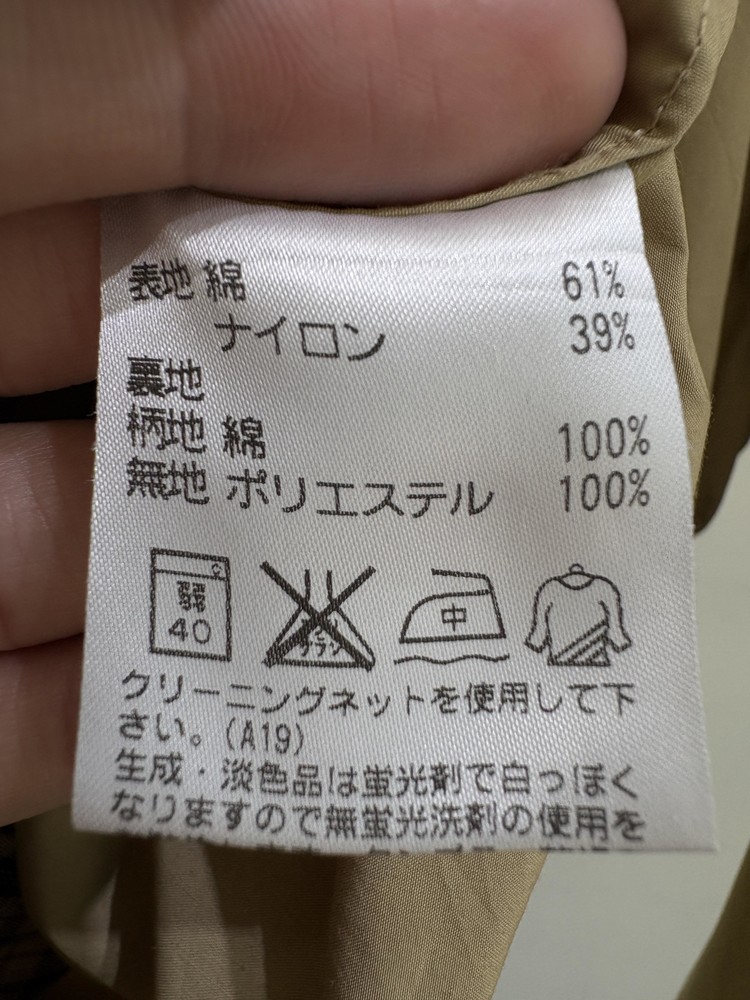 表地 綿 61%
ナイロン 39%
裏地
柄地 綿 100%
無地 ポリエステル 100%
弱
40
中
クリーニングネットを使用して下
さい。(A19)
生成・淡色品は蛍光剤で白っぽく
なりますので無蛍光洗剤の使用を